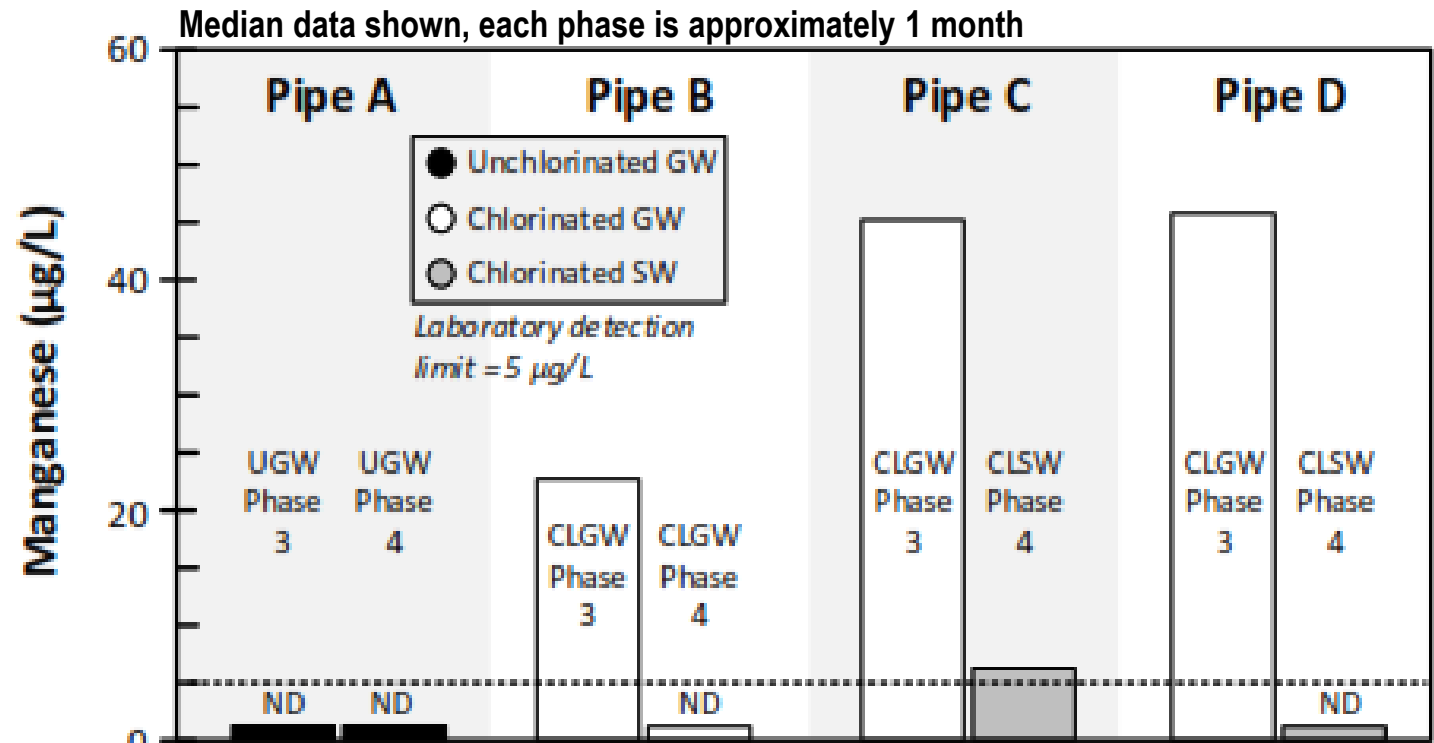 Median data shown, each phase is approximately 1 month
60
40
20
0
Manganese (µg/L)
Pipe A
Pipe B
Pipe C
Pipe D
Unchlorinated GW
Chlorinated GW
Chlorinated SW
Laboratory detection
limit = 5 µg/L
UGW
Phase
3
UGW
Phase
4
CLGW
Phase
3
CLGW
Phase
4
CLGW
Phase
3
CLSW
Phase
4
CLGW
Phase
3
CLSW
Phase
4
ND
ND
ND
ND